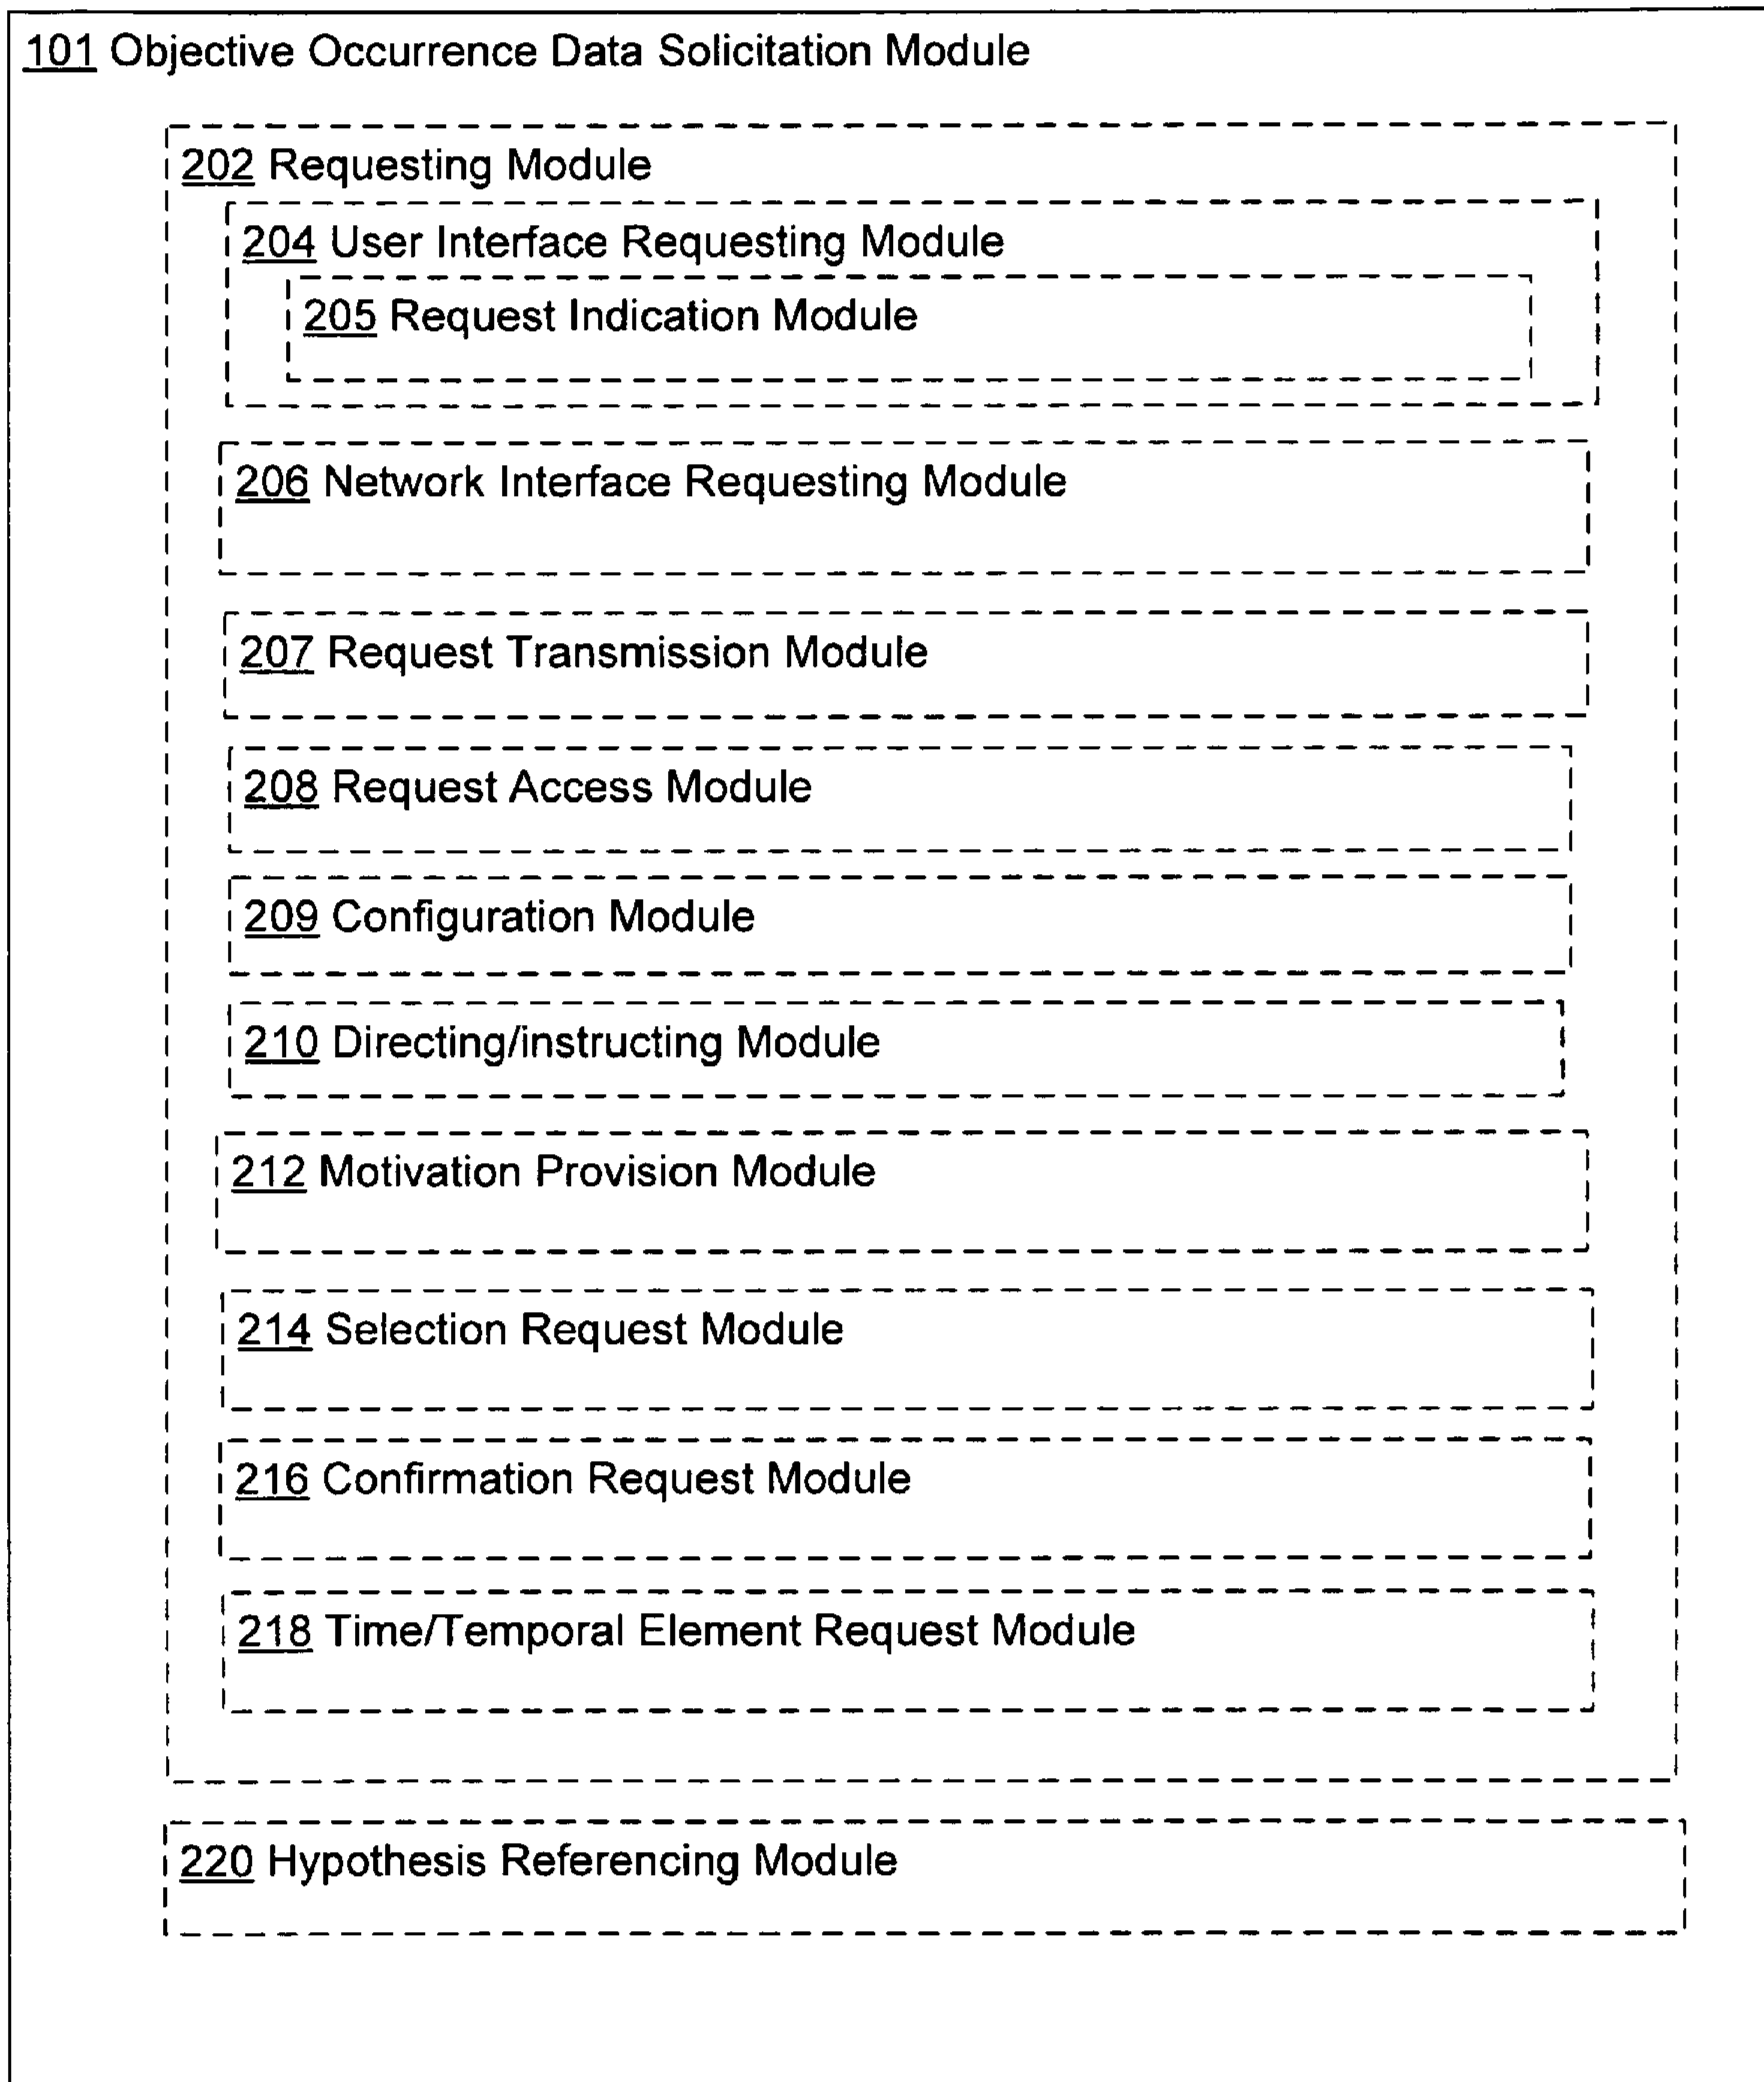 101 Objective Occurrence Data Solicitation Module
202 Requesting Module
204 User Interface Requesting Module
205 Request Indication Module
206 Network Interface Requesting Module
207 Request Transmission Module
208 Request Access Module
209 Configuration Module
210 Directing/instructing Module
212 Motivation Provision Module
214 Selection Request Module
216 Confirmation Request Module
218 Time/Temporal Element Request Module
220 Hypothesis Referencing Module